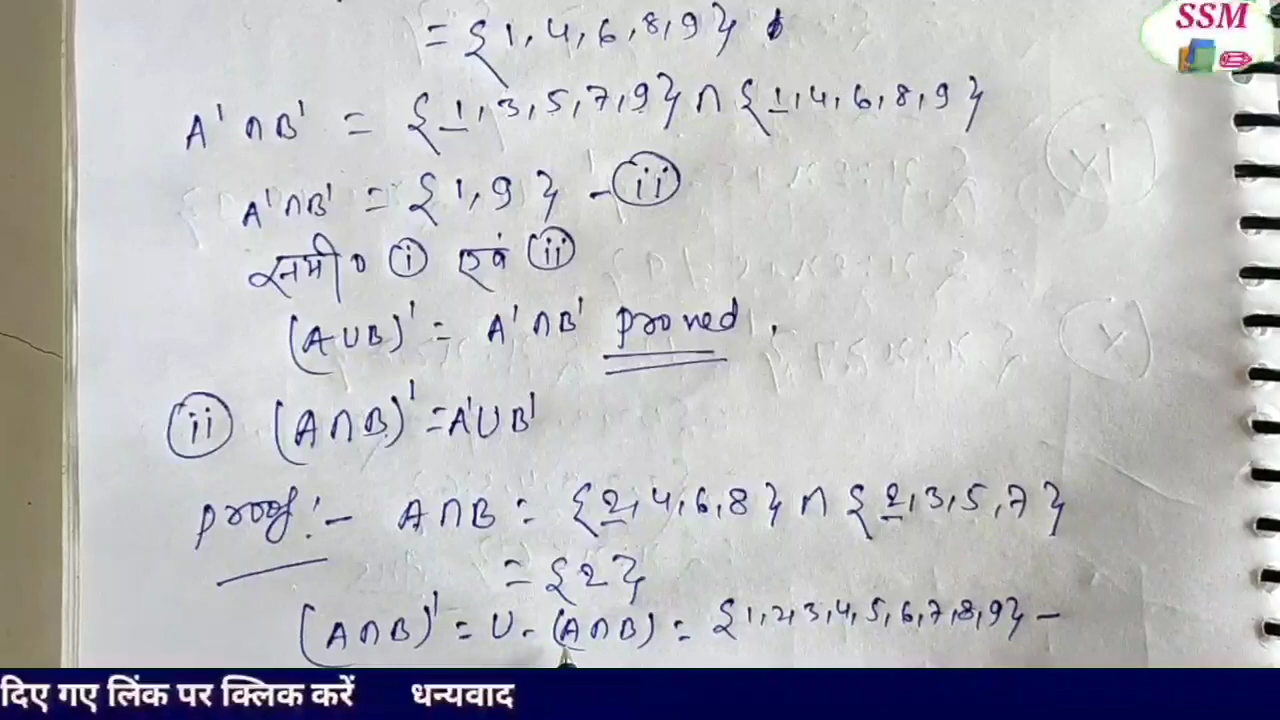 SSM
= {1, 4, 6, 8, 9}
A' ∩ B' = {1, 3, 5, 7, 9} ∩ {1, 4, 6, 8, 9}
A' ∩ B' = {1, 9} - (ii)
समी० (i) एवं (ii)
(A ∪ B)' = A' ∩ B' proved.
(ii) (A ∩ B)' = A' ∪ B'
proof :- A ∩ B = {2, 4, 6, 8} ∩ {2, 3, 5, 7}
= {2}
(A ∩ B)' = U - (A ∩ B) = {1, 2, 3, 4, 5, 6, 7, 8, 9} -
दिए गए लिंक पर क्लिक करें धन्यवाद